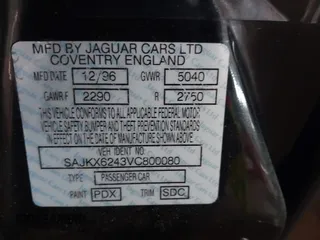 MFD BY JAGUAR CARS LTD
COVENTRY ENGLAND
MFD DATE 12/96 GVWR 5040
GAWR F 2290 R 2750
THIS VEHICLE CONFORMS TO ALL APPLICABLE FEDERAL MOTOR
VEHICLE SAFETY BUMPER AND THEFT PREVENTION STANDARDS
IN EFFECT ON THE DATE OF MANUFACTURE SHOWN ABOVE
VEH IDENT NO
SAJKX6243VC800080
TYPE PASSENGER CAR
PAINT PDX TRIM SDC